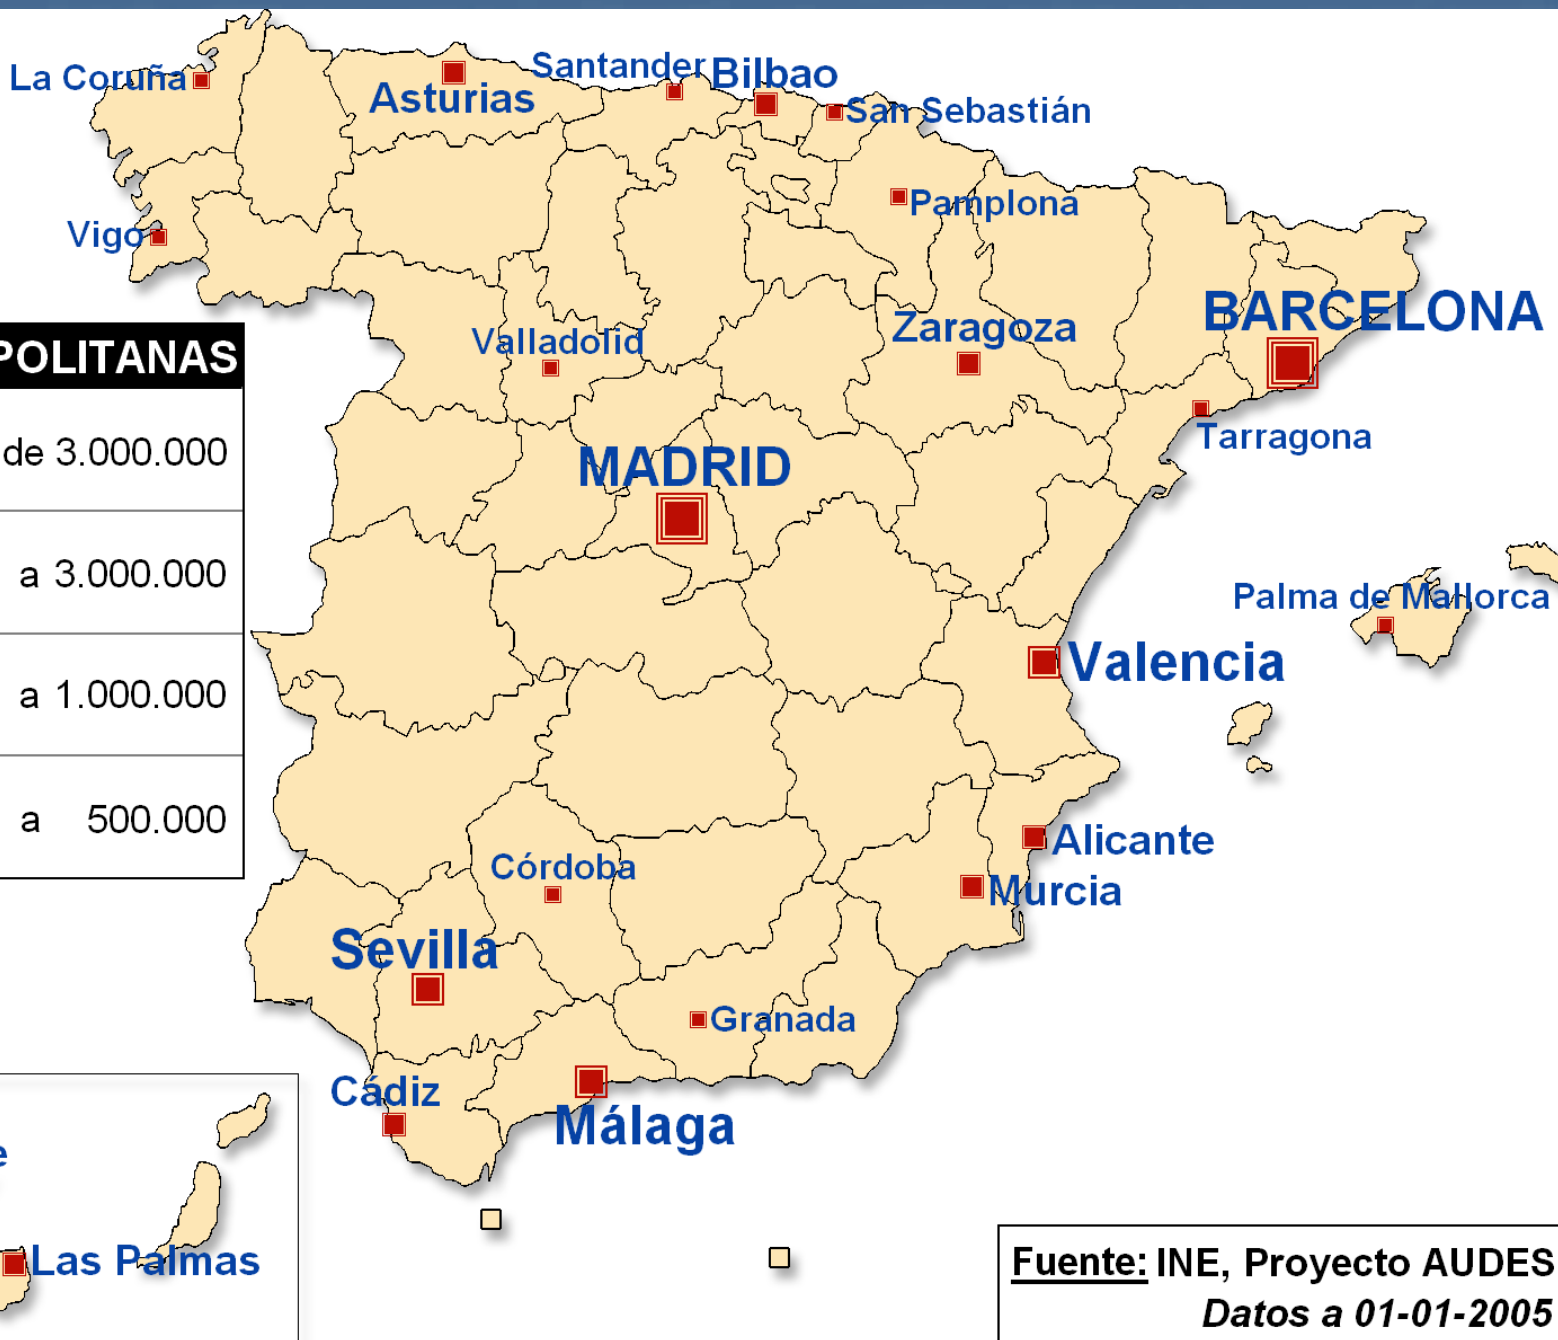 La Coruña
Asturias
Santander
Bilbao
San Sebastián
Pamplona
Vigo
Valladolid
Zaragoza
BARCELONA
Tarragona
MADRID
POLITANAS
de 3.000.000
a 3.000.000
a 1.000.000
a 500.000
Palma de Mallorca
Valencia
Alicante
Murcia
Córdoba
Sevilla
Granada
Cádiz
Málaga
Las Palmas
Fuente: INE, Proyecto AUDES
Datos a 01-01-2005